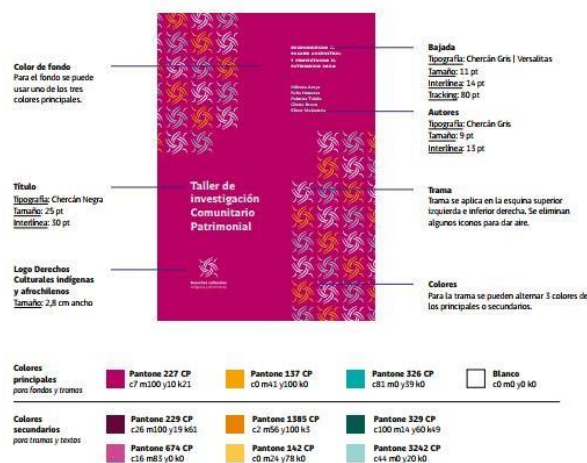 Color de fondo
Para el fondo se puede
usar uno de los tres
colores principales.
Título
Tipografía: Chercán Negra
Tamaño: 25 pt
Interlínea: 30 pt
Logo Derechos
Culturales indígenas
y afrochilenos
Tamaño: 2,8 cm ancho
Taller de
investigación
Comunitario
Patrimonial
Derechos culturales
Bajada
Tipografía: Chercán Gris | Versalitas
Tamaño: 11 pt
Interlínea: 14 pt
Tracking: 80 pt
Autores
Tipografía: Chercán Gris
Tamaño: 9 pt
Interlínea: 13 pt
Trama
Trama se aplica en la esquina superior
izquierda e inferior derecha. Se eliminan
algunos iconos para dar aire.
Colores
Para la trama se pueden alternar 3 colores de
los principales o secundarios.
Colores
principales
para fondos y tramas
Pantone 227 CP
c7 m100 y10 k21
Pantone 137 CP
c0 m41 y100 k0
Pantone 326 CP
c81 m0 y39 k0
Blanco
c0 m0 y0 k0
Colores
secundarios
para tramas y textos
Pantone 229 CP
c26 m100 y19 k61
Pantone 1385 CP
c2 m56 y100 k3
Pantone 329 CP
c100 m14 y60 k49
Pantone 674 CP
c16 m83 y0 k0
Pantone 142 CP
c0 m24 y78 k0
Pantone 3242 CP
c44 m0 y20 k0